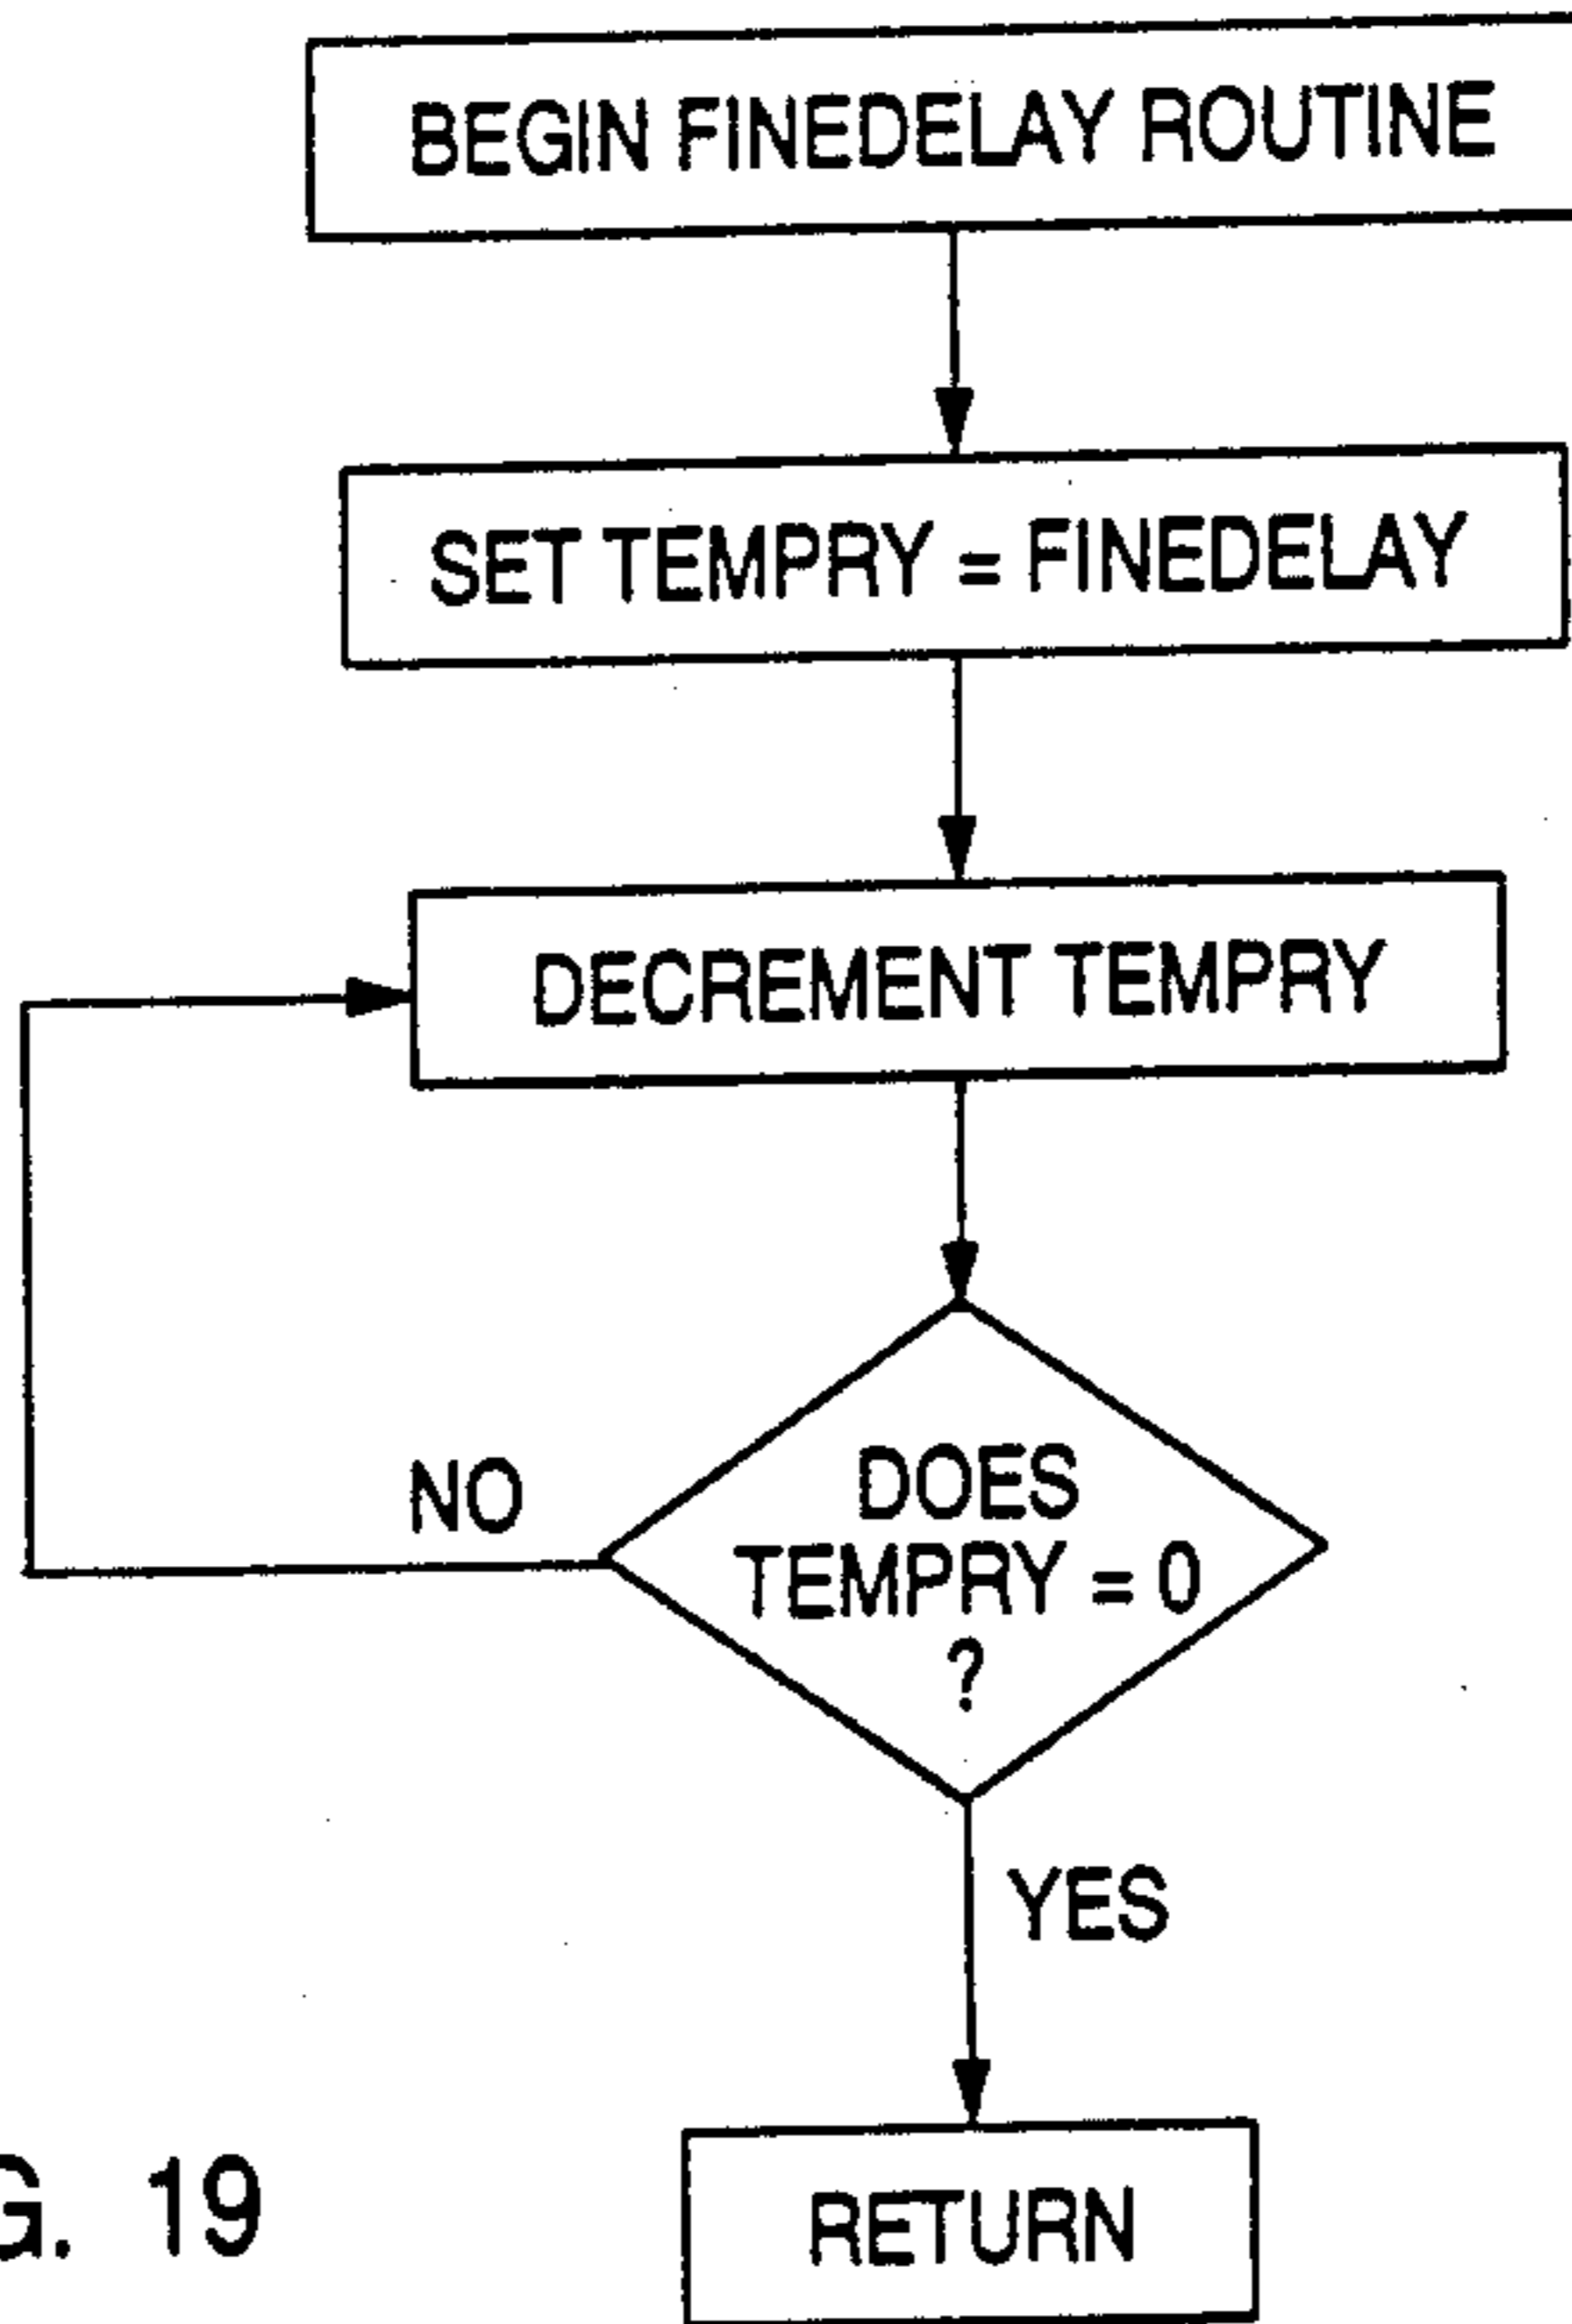 BEGIN FINEDELAY ROUTINE
SET TEMPRY = FINEDELAY
DECREMENT TEMPRY
DOES
TEMPRY = 0
?
NO
YES
RETURN
G. 19